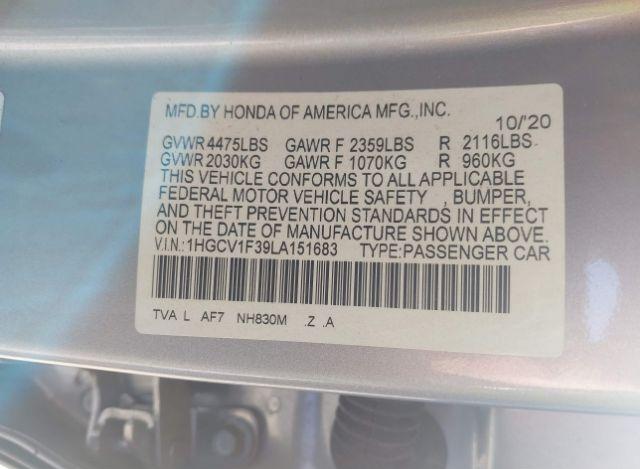 MFD.BY HONDA OF AMERICA MFG.,INC.
10/'20
GVWR 4475LBS GAWR F 2359LBS R 2116LBS
GVWR 2030KG GAWR F 1070KG R 960KG
THIS VEHICLE CONFORMS TO ALL APPLICABLE
FEDERAL MOTOR VEHICLE SAFETY , BUMPER,
AND THEFT PREVENTION STANDARDS IN EFFECT
ON THE DATE OF MANUFACTURE SHOWN ABOVE.
V.I.N.: 1HGCV1F39LA151683 TYPE:PASSENGER CAR
TVA L AF7 NH830M .Z .A